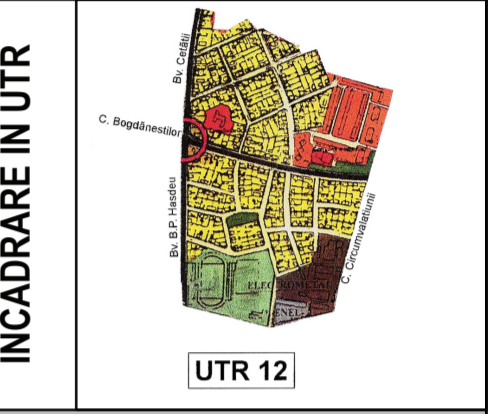 INCADRARE IN UTR
Bv. Cetății
C. Bogdăneștilor
Bv. B.P. Hasdeu
C. Circumvalațiunii
ELECTROMETAL
ENEL
UTR 12